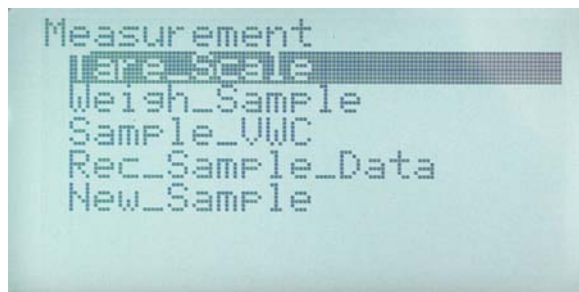 Measurement
Tare_Scale
Weigh_Sample
Sample_VWC
Rec_Sample_Data
New_Sample